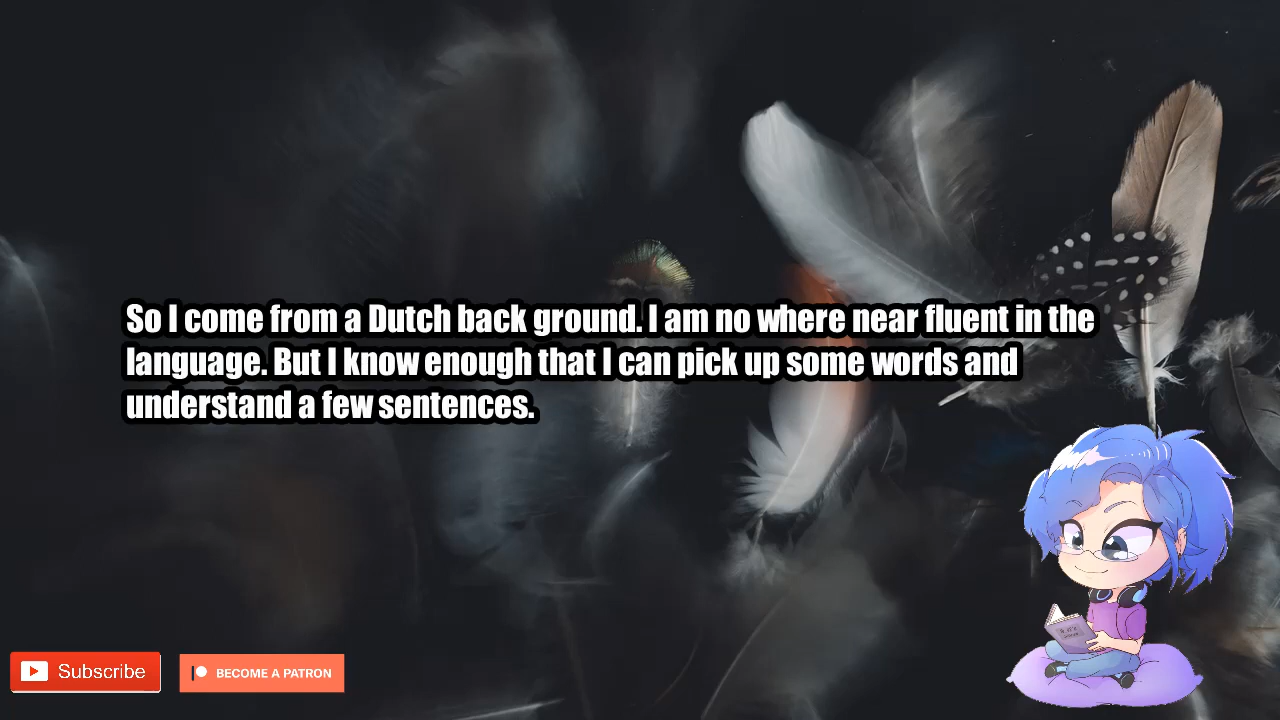 So I come from a Dutch back ground. I am no where near fluent in the
language. But I know enough that I can pick up some words and
understand a few sentences.
Subscribe
BECOME A PATRON